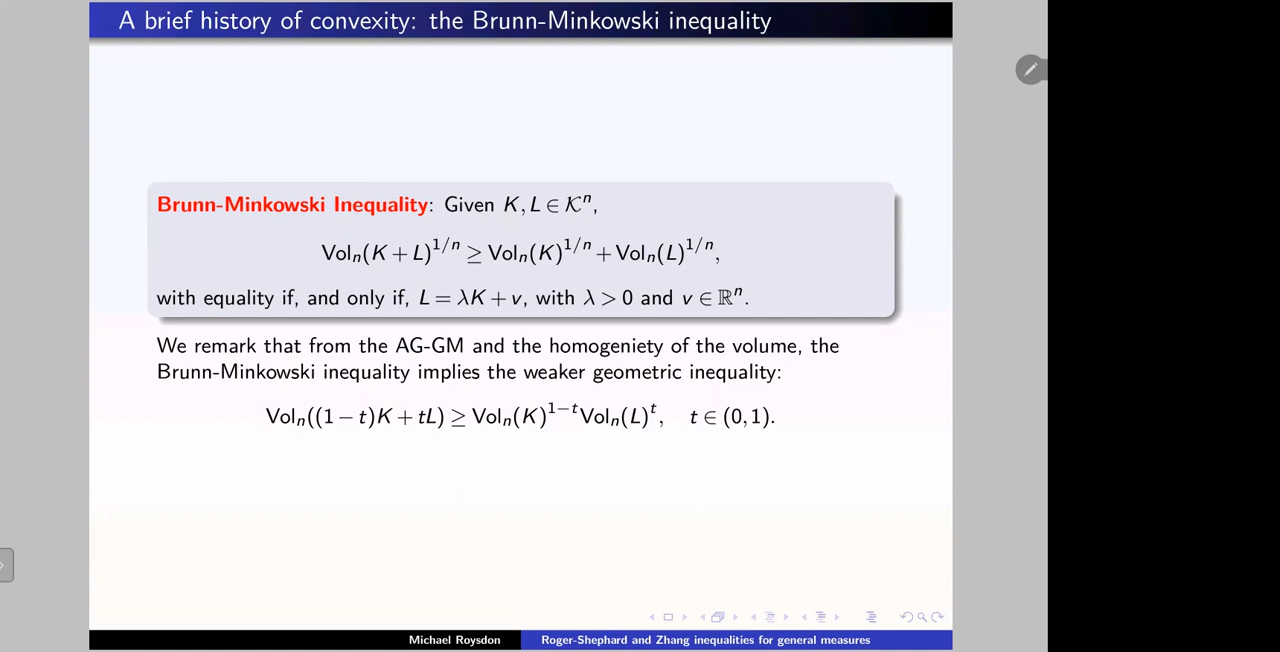 A brief history of convexity: the Brunn-Minkowski inequality
Brunn-Minkowski Inequality: Given K, L ∈ 𝒦ⁿ,
Volₙ(K + L)^{1/n} ≥ Volₙ(K)^{1/n} + Volₙ(L)^{1/n},
with equality if, and only if, L = λK + v, with λ > 0 and v ∈ ℝⁿ.
We remark that from the AG-GM and the homogeniety of the volume, the
Brunn-Minkowski inequality implies the weaker geometric inequality:
Volₙ((1 − t)K + tL) ≥ Volₙ(K)^{1−t}Volₙ(L)^t, t ∈ (0, 1).
Michael Roysdon
Roger-Shephard and Zhang inequalities for general measures